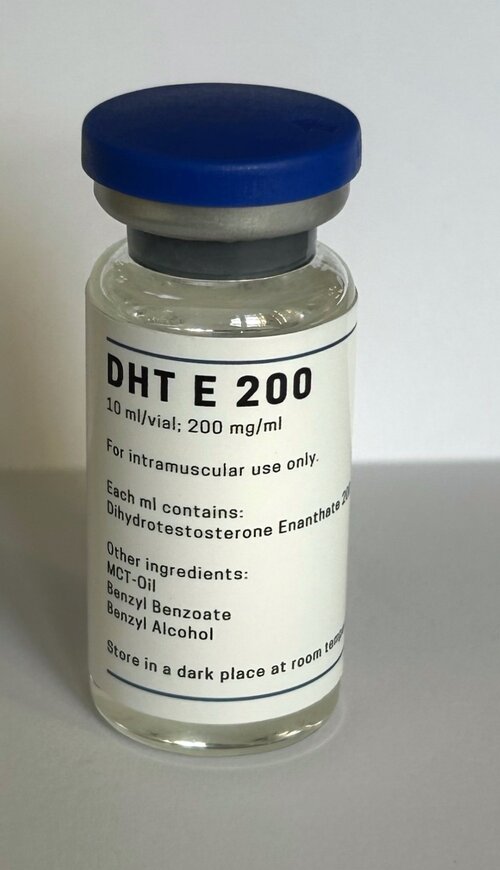 DHT E 200
10 ml/vial; 200 mg/ml
For intramuscular use only.
Each ml contains:
Dihydrotestosterone Enanthate
Other ingredients:
MCT-Oil
Benzyl Benzoate
Benzyl Alcohol
Store in a dark place at room